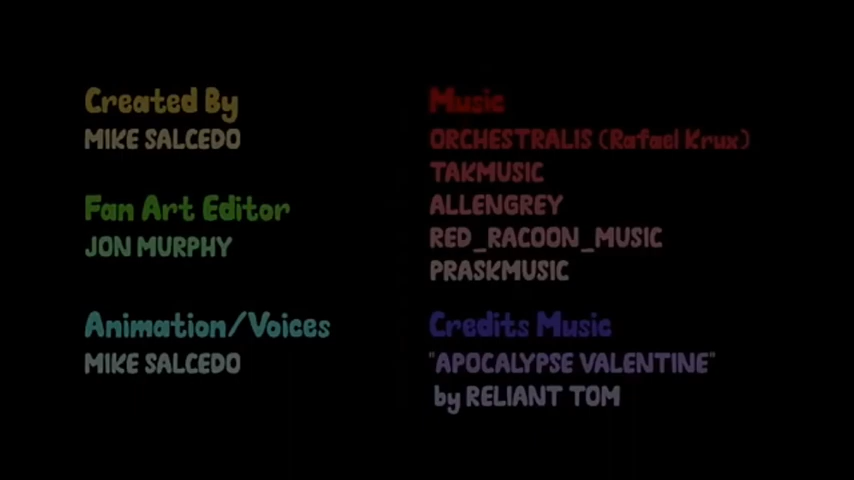 Created By
MIKE SALCEDO
Fan Art Editor
JON MURPHY
Animation/Voices
MIKE SALCEDO
Music
ORCHESTRALIS (Rafael Krux)
TAKMUSIC
ALLENGREY
RED_RACOON_MUSIC
PRASKMUSIC
Credits Music
"APOCALYPSE VALENTINE"
by RELIANT TOM